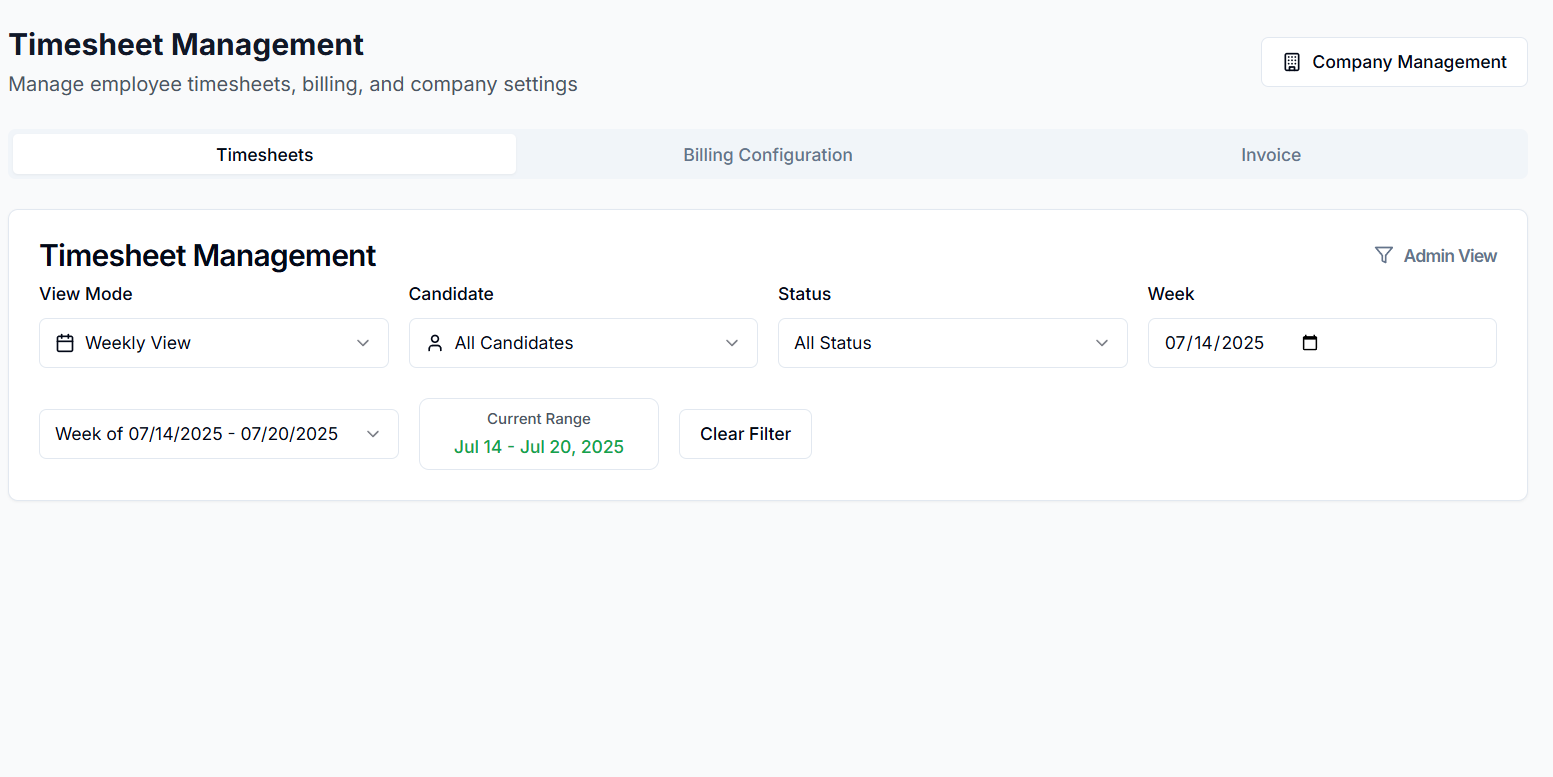 Timesheet Management
Manage employee timesheets, billing, and company settings
Company Management
Timesheets
Billing Configuration
Invoice
Timesheet Management
Admin View
View Mode
Candidate
Status
Week
Weekly View
All Candidates
All Status
07/14/2025
Week of 07/14/2025 - 07/20/2025
Current Range
Jul 14 - Jul 20, 2025
Clear Filter